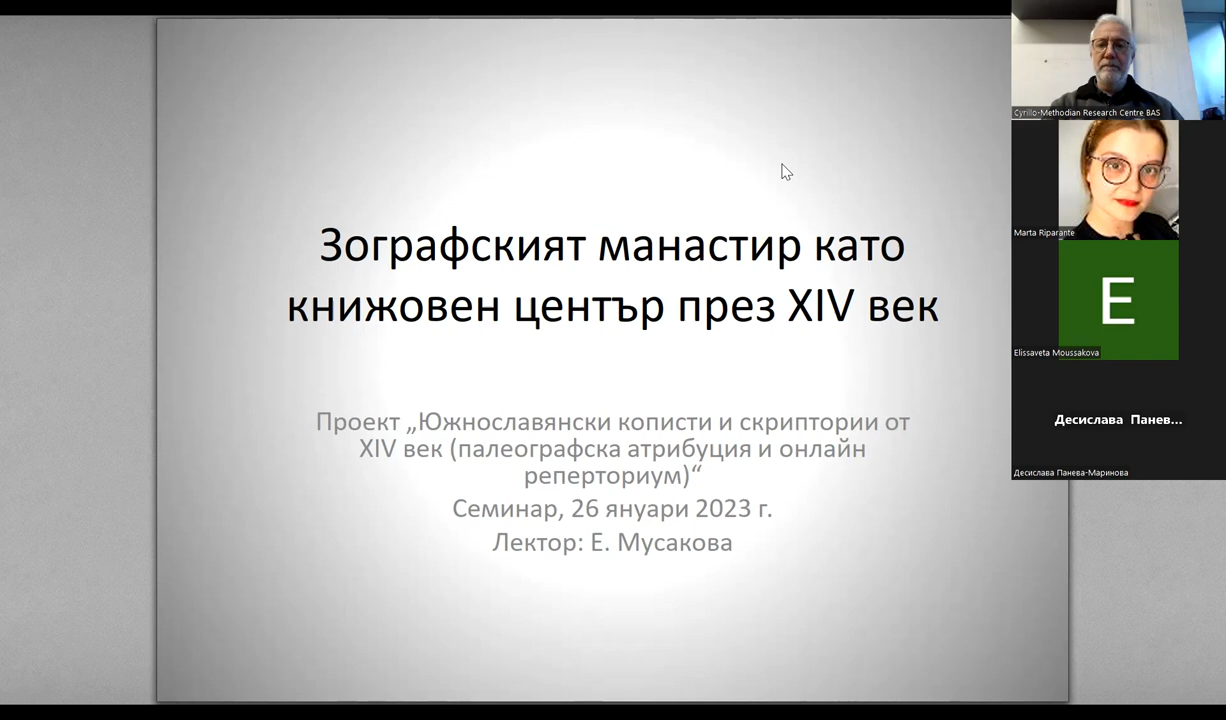 Зографският манастир като
книжовен център през XIV век
Проект „Южнославянски кописти и скриптории от
XIV век (палеографска атрибуция и онлайн
реперториум)“
Семинар, 26 януари 2023 г.
Лектор: Е. Мусакова
Cyrillo-Methodian Research Centre BAS
Marta Riparante
E
Elissaveta Moussakova
Десислава Панев...
Десислава Панева-Маринова